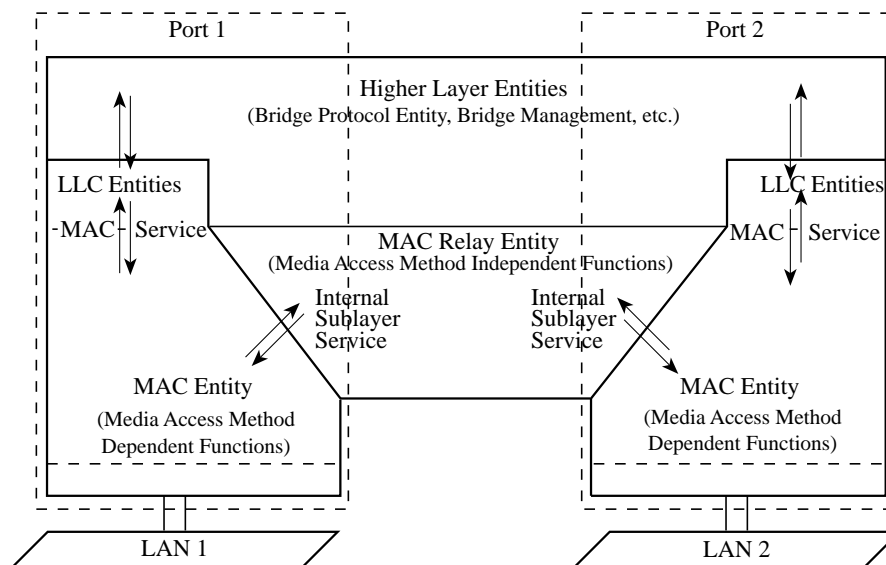 Port 1
Port 2
Higher Layer Entities
(Bridge Protocol Entity, Bridge Management, etc.)
LLC Entities
LLC Entities
MAC Service
MAC Service
MAC Relay Entity
(Media Access Method Independent Functions)
Internal
Sublayer
Service
Internal
Sublayer
Service
MAC Entity
(Media Access Method
Dependent Functions)
MAC Entity
(Media Access Method
Dependent Functions)
LAN 1
LAN 2